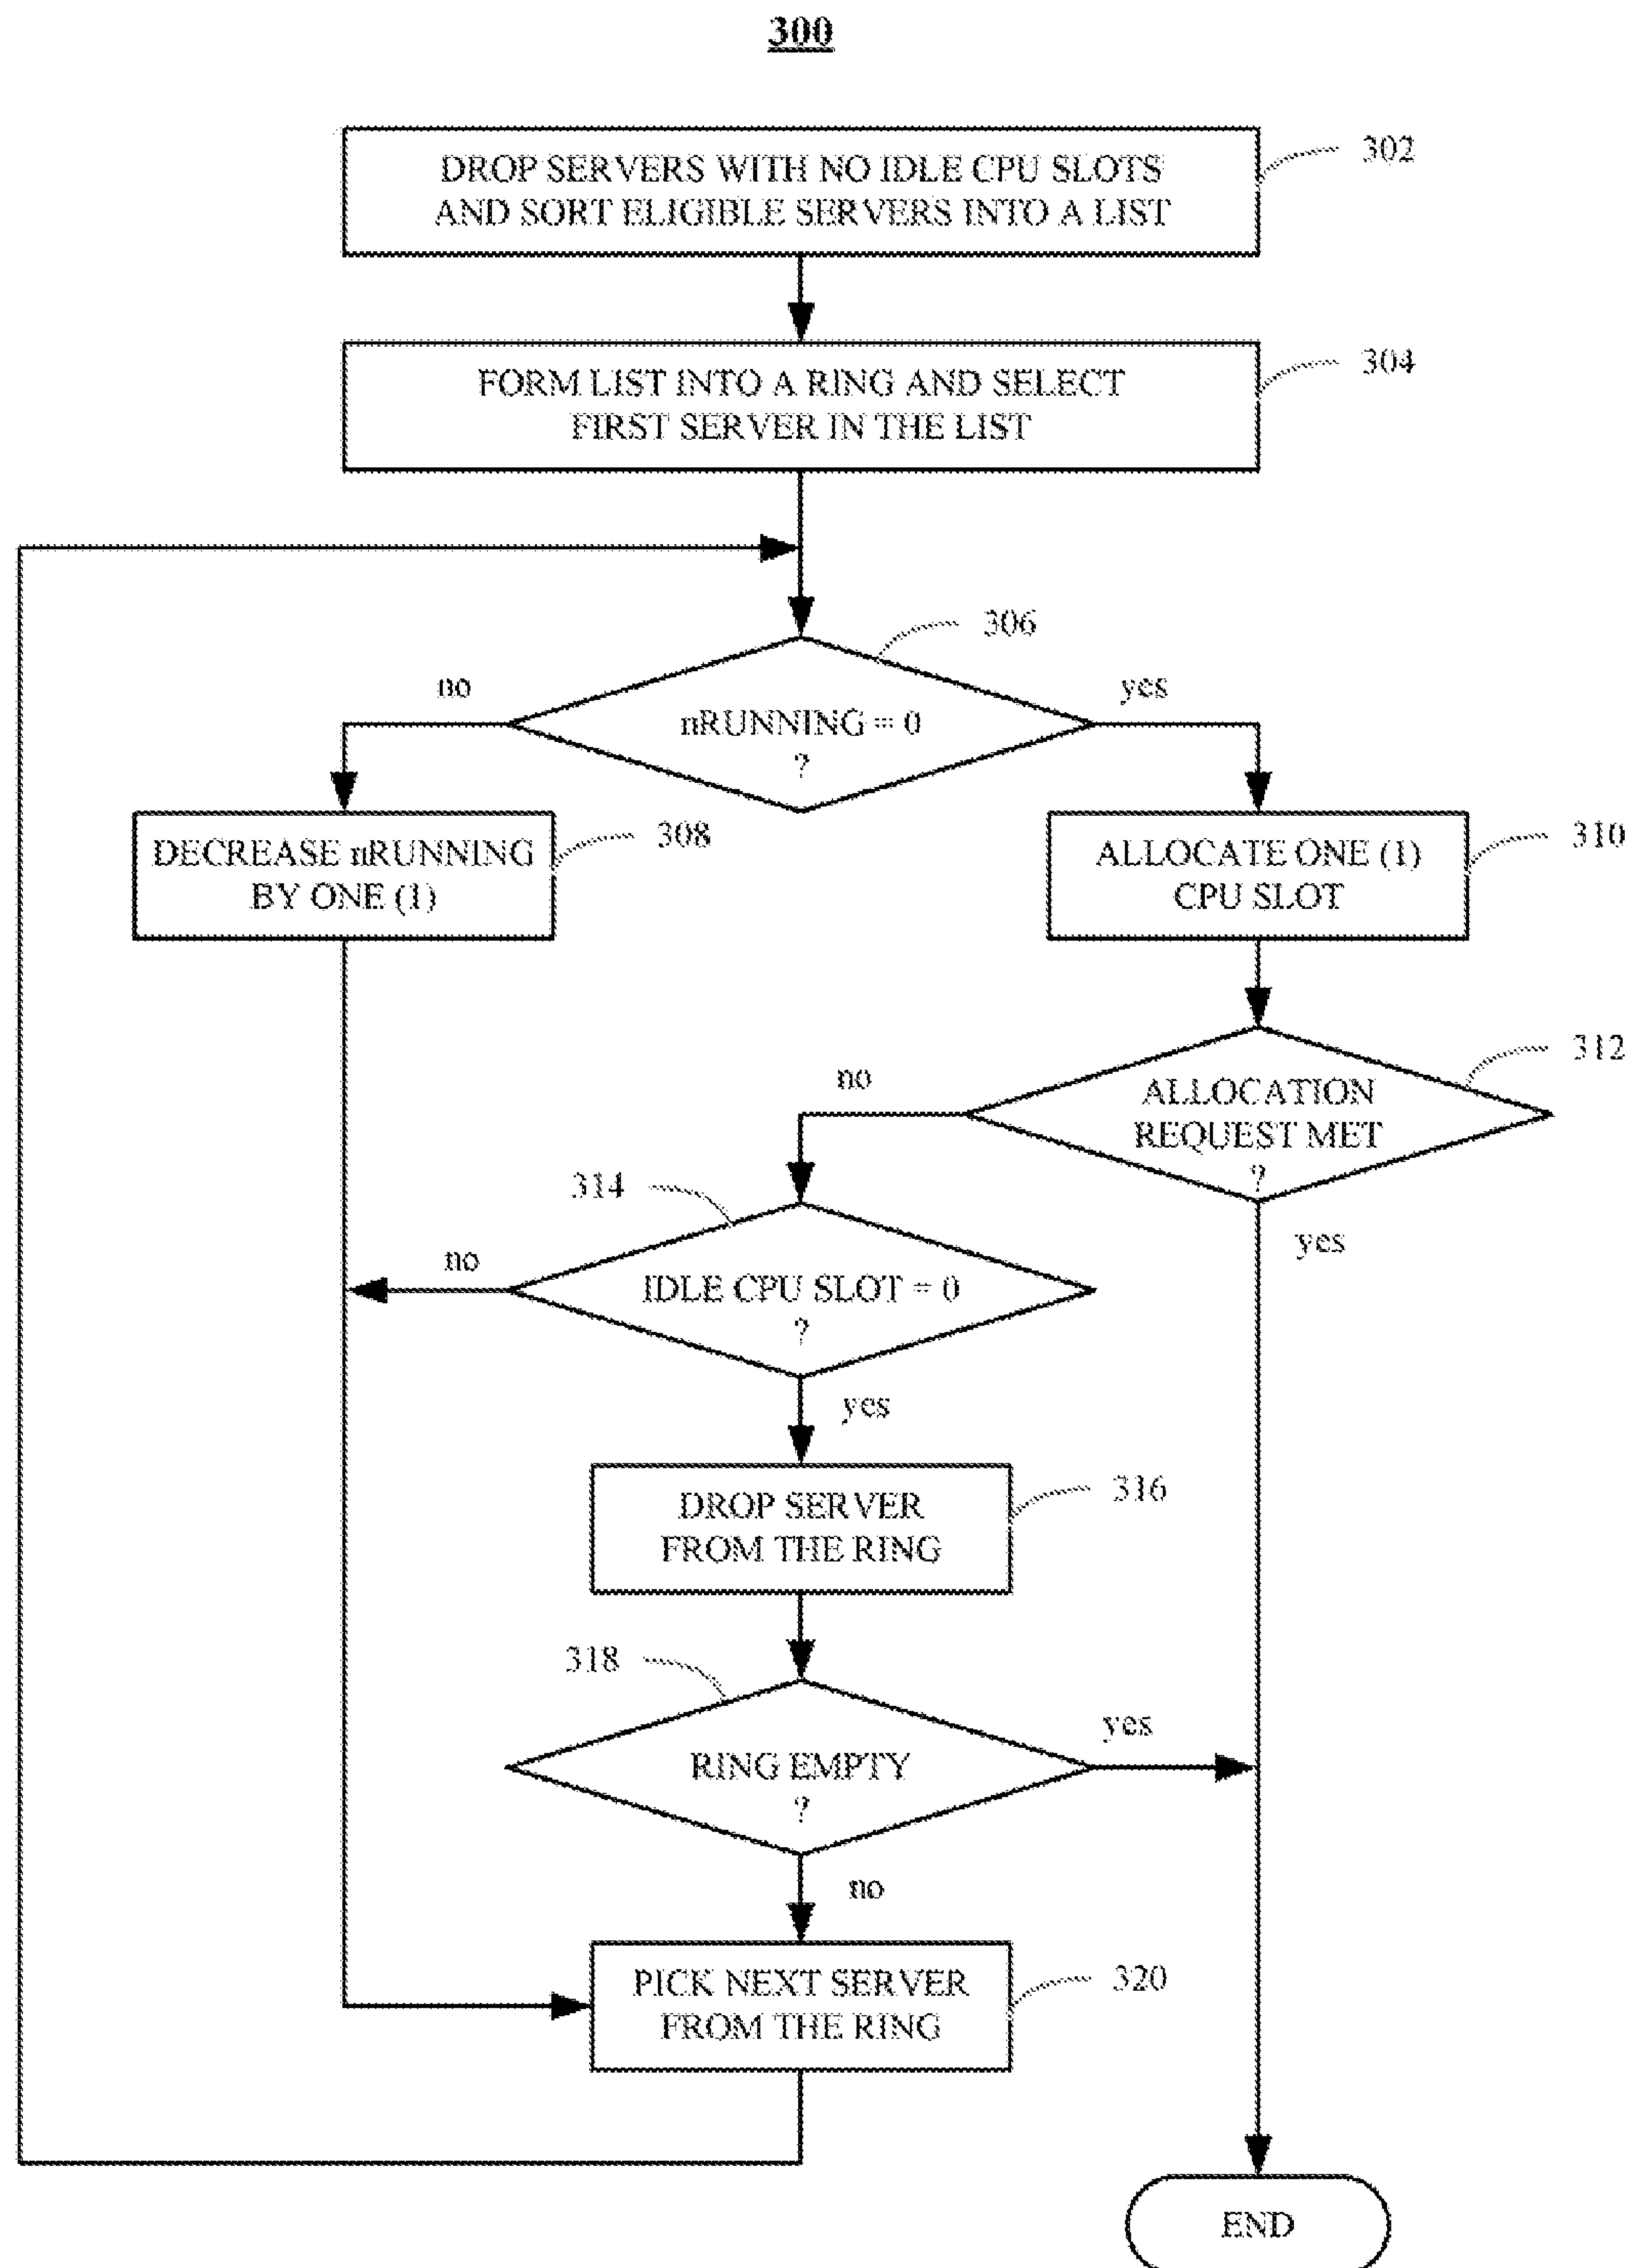 300
DROP SERVERS WITH NO IDLE CPU SLOTS
AND SORT ELIGIBLE SERVERS INTO A LIST
302
FORM LIST INTO A RING AND SELECT
FIRST SERVER IN THE LIST
304
306
no
yes
nRUNNING = 0
?
DECREASE nRUNNING
BY ONE (1)
308
ALLOCATE ONE (1)
CPU SLOT
310
312
no
ALLOCATION
REQUEST MET
?
314
yes
no
IDLE CPU SLOT = 0
?
yes
DROP SERVER
FROM THE RING
316
318
yes
RING EMPTY
?
no
PICK NEXT SERVER
FROM THE RING
320
END